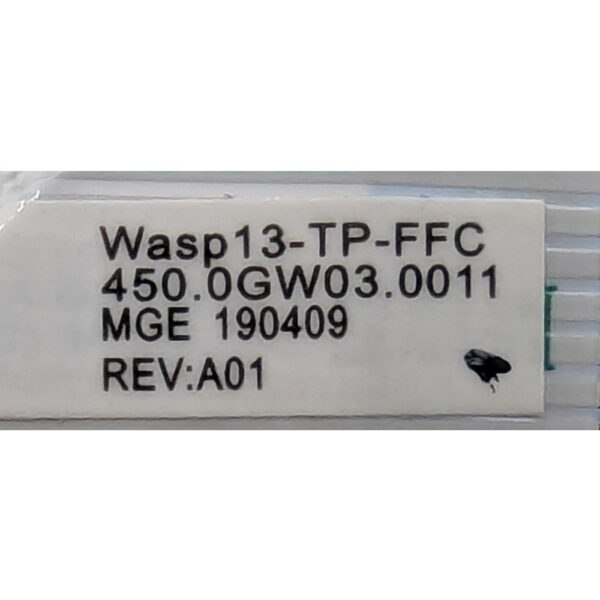 Wasp13-TP-FFC
450.0GW03.0011
MGE 190409
REV:A01